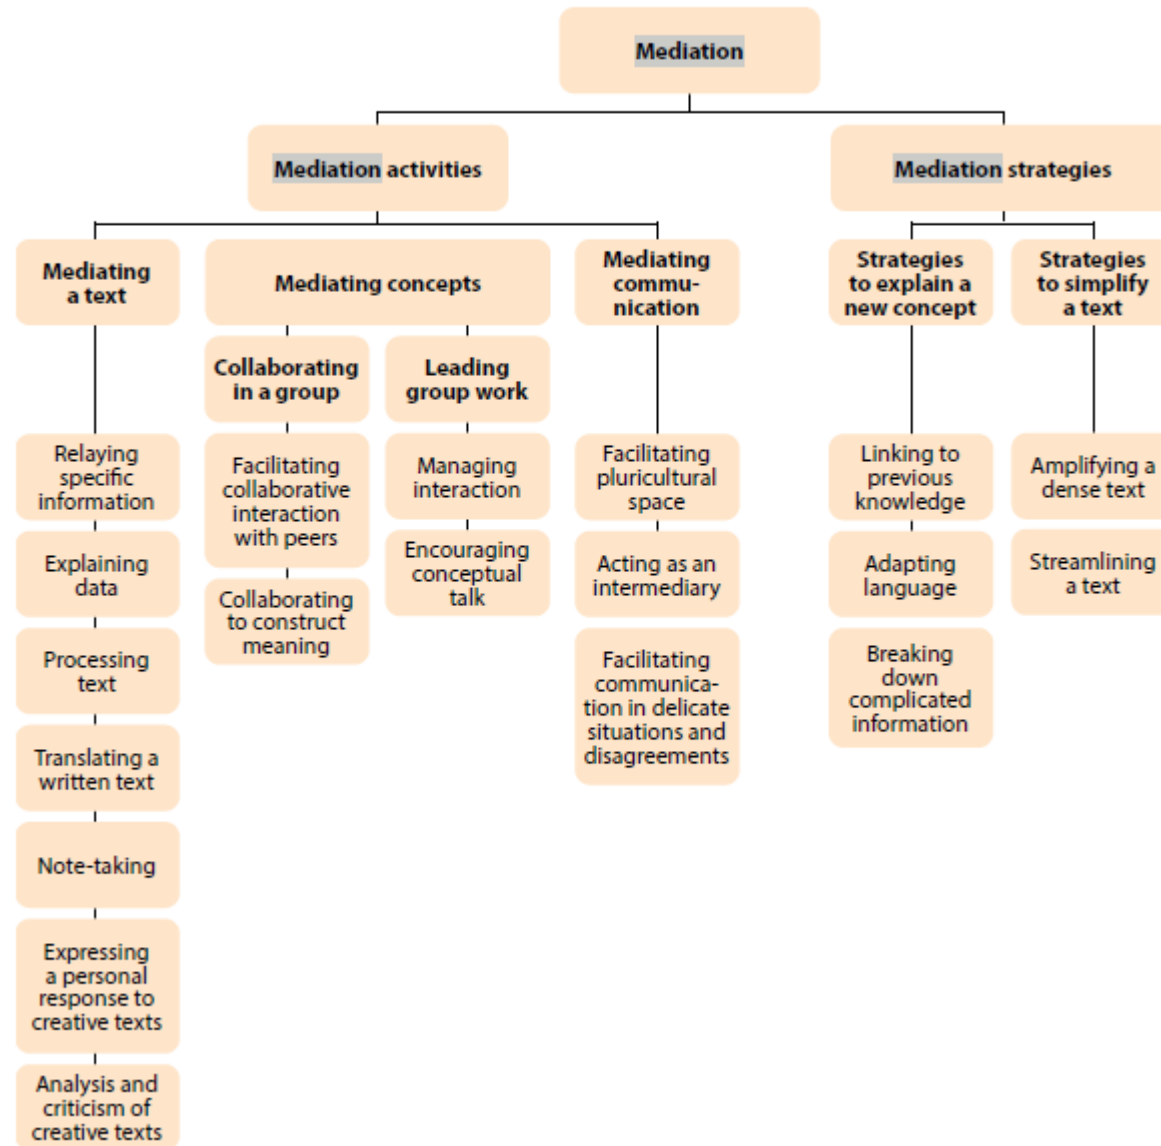 Mediation
Mediation activities
Mediation strategies
Mediating
a text
Mediating concepts
Mediating
commu-
nication
Strategies
to explain a
new concept
Strategies
to simplify
a text
Collaborating
in a group
Leading
group work
Relaying
specific
information
Facilitating
collaborative
interaction
with peers
Managing
interaction
Facilitating
pluricultural
space
Linking to
previous
knowledge
Amplifying a
dense text
Explaining
data
Collaborating
to construct
meaning
Encouraging
conceptual
talk
Acting as an
intermediary
Adapting
language
Streamlining
a text
Processing
text
Facilitating
communica-
tion in delicate
situations and
disagreements
Breaking
down
complicated
information
Translating a
written text
Note-taking
Expressing
a personal
response to
creative texts
Analysis and
criticism of
creative texts